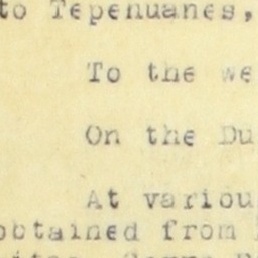 to Tepehuanes,
To the we
On the Du
At variou
obtained from